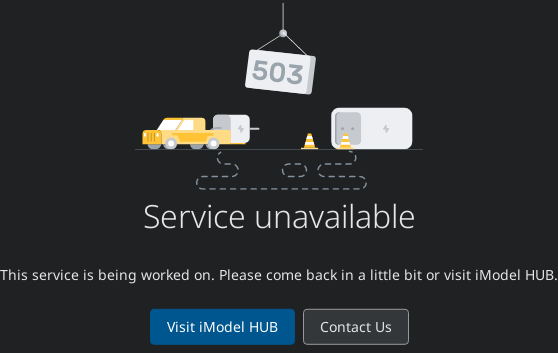 503
Service unavailable
This service is being worked on. Please come back in a little bit or visit iModel HUB.
Visit iModel HUB
Contact Us